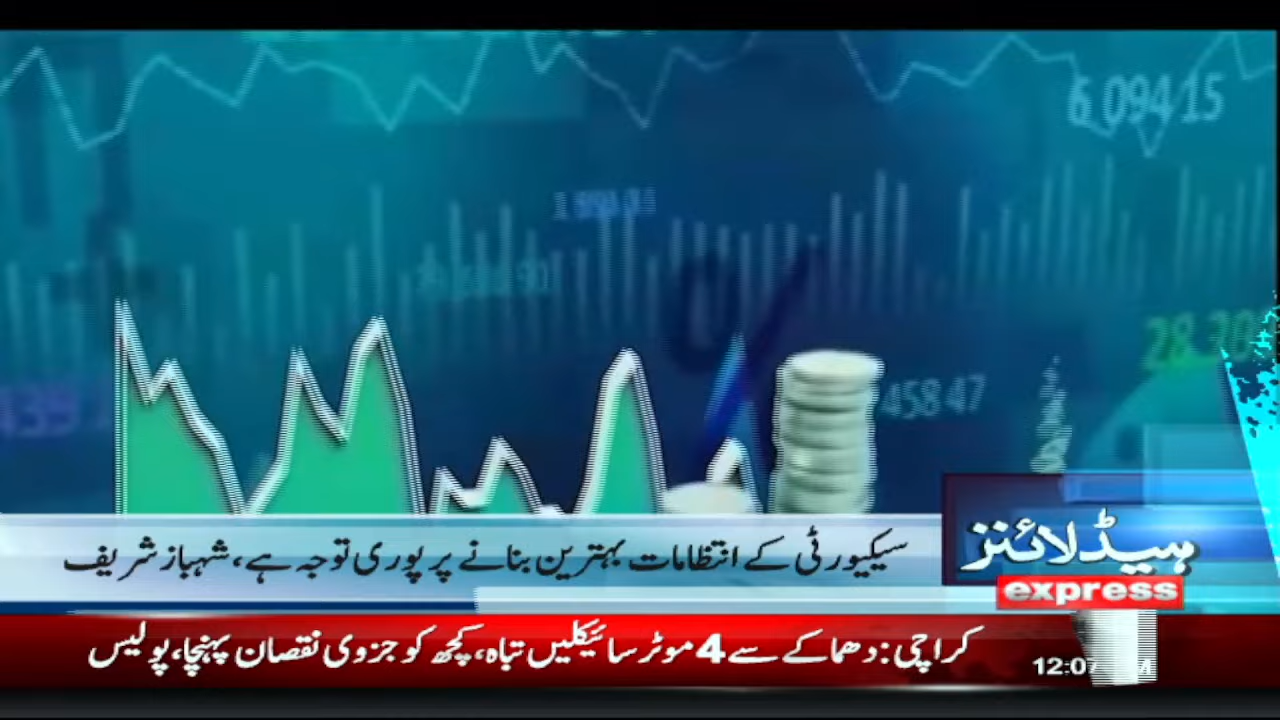 6 094 15
458 47
ہیڈلائنز
express
سیکیورٹی کے انتظامات بہترین بنانے پر پوری توجہ ہے، شہباز شریف
کراچی: دھماکے سے 4 موٹرسائیکلیں تباہ، کچھ کو جزوی نقصان پہنچا، پولیس